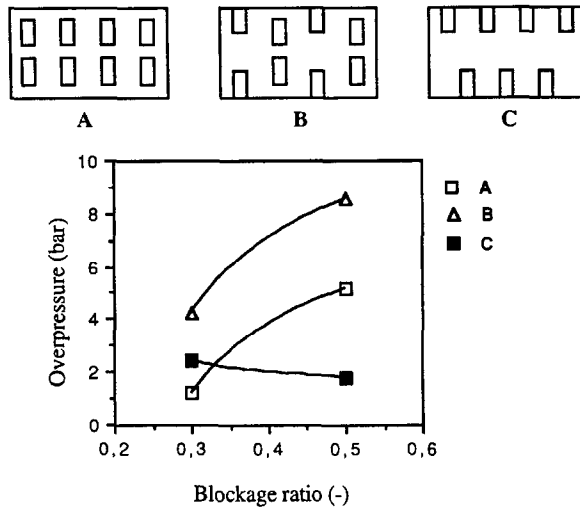 A B C
10
8
6
4
2
0
Overpressure (bar)
A
B
C
0,2 0,3 0,4 0,5 0,6
Blockage ratio (-)